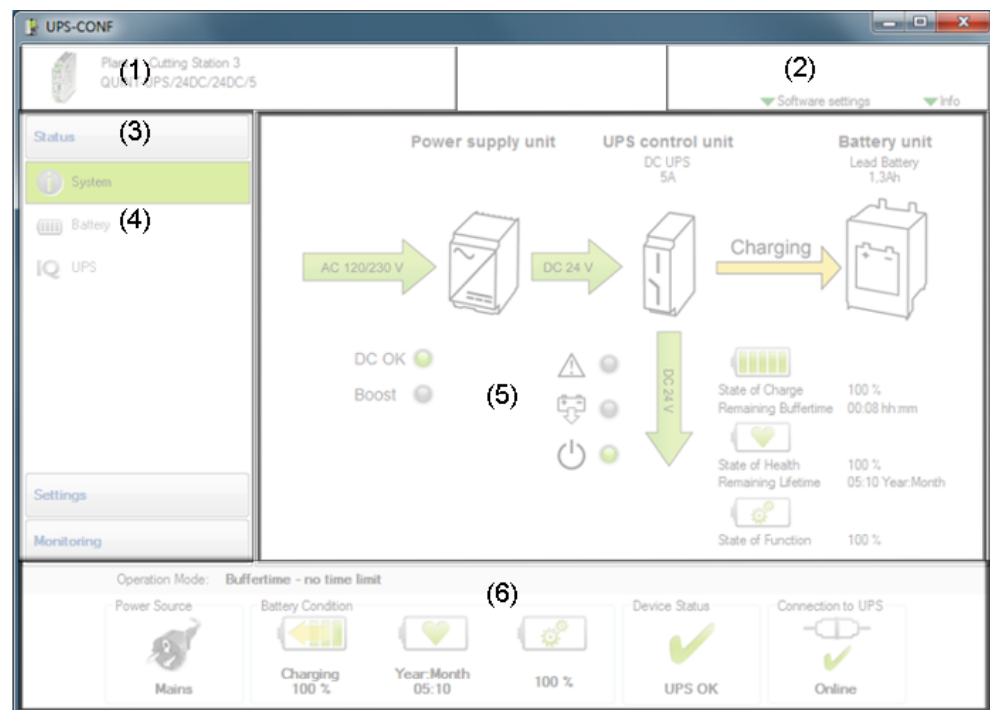 UPS-CONF
(1)
Cutting Station 3
QUINT-UPS/24DC/24DC/5
(2)
Software settings Info
Status
(3)
System
Battery
(4)
IQ UPS
Settings
Monitoring
Power supply unit
UPS control unit
DC UPS
5A
Battery unit
Lead Battery
1,3Ah
AC 120/230 V
DC 24 V
Charging
DC OK
Boost
(5)
DC 24 V
State of Charge 100 %
Remaining Buffertime 00:08 hh:mm
State of Health 100 %
Remaining Lifetime 05:10 Year:Month
State of Function 100 %
Operation Mode: Buffertime - no time limit
(6)
Power Source
Mains
Battery Condition
Charging
100 %
Year:Month
05:10
100 %
Device Status
UPS OK
Connection to UPS
Online